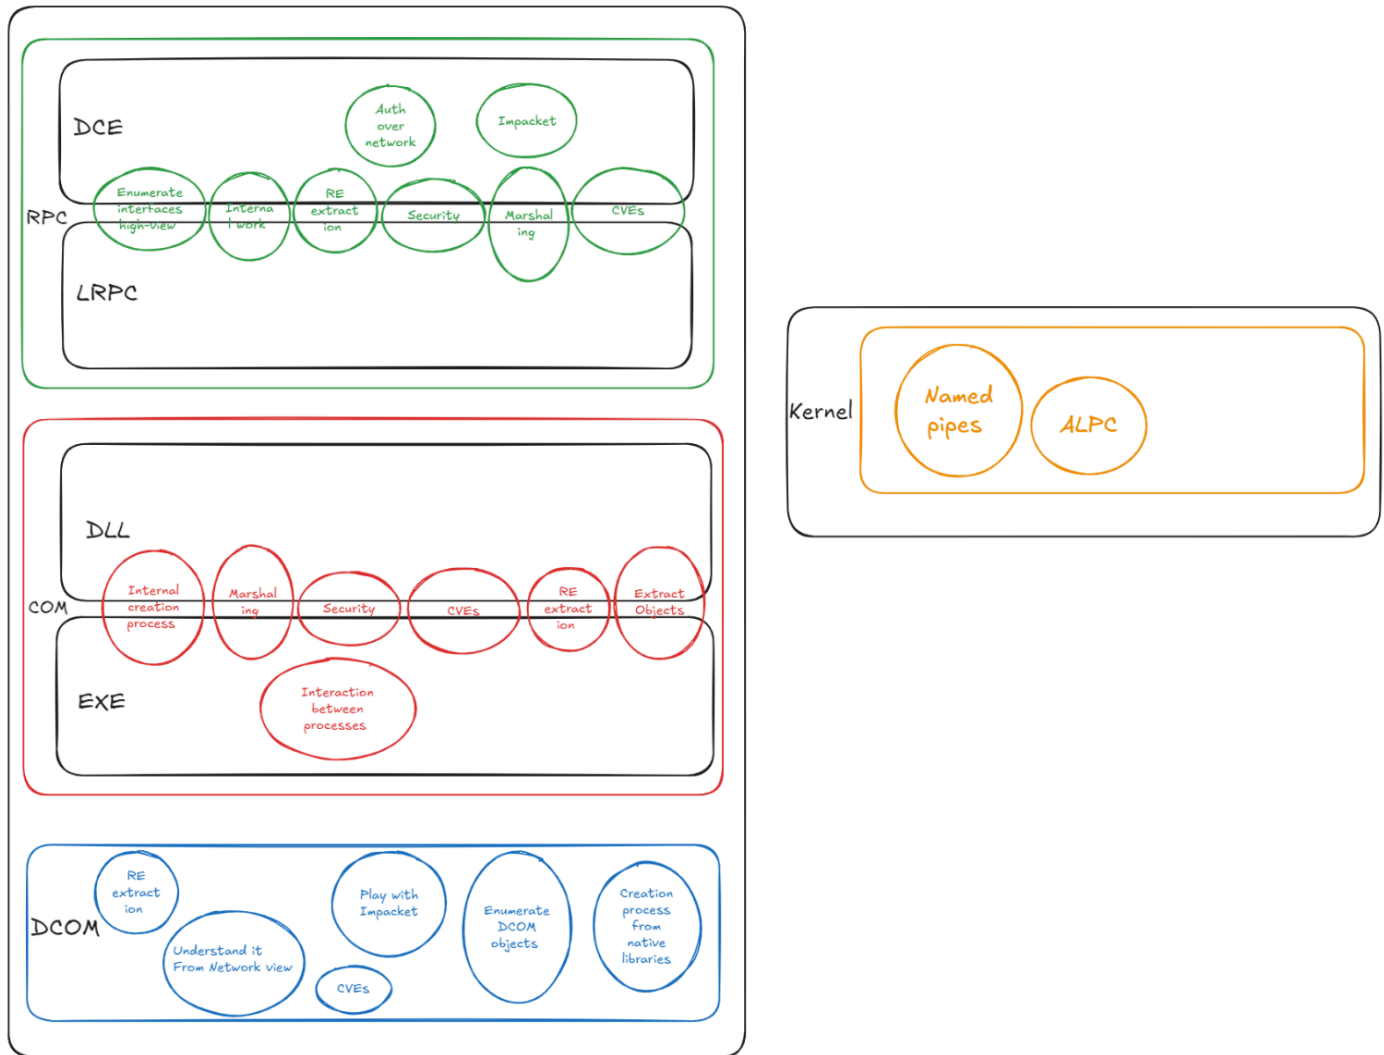 DCE
Auth
over
network
Impacket
RPC
Enumerate
interfaces
high-view
Interna
l work
RE
extract
ion
Security
Marshal
ing
CVEs
LRPC
DLL
COM
Internal
creation
process
Marshal
ing
Security
CVEs
RE
extract
ion
Extract
Objects
EXE
Interaction
between
processes
DCOM
RE
extract
ion
Understand it
From Network view
Play with
Impacket
CVEs
Enumerate
DCOM
objects
Creation
process
from
native
libraries
Kernel
Named
pipes
ALPC